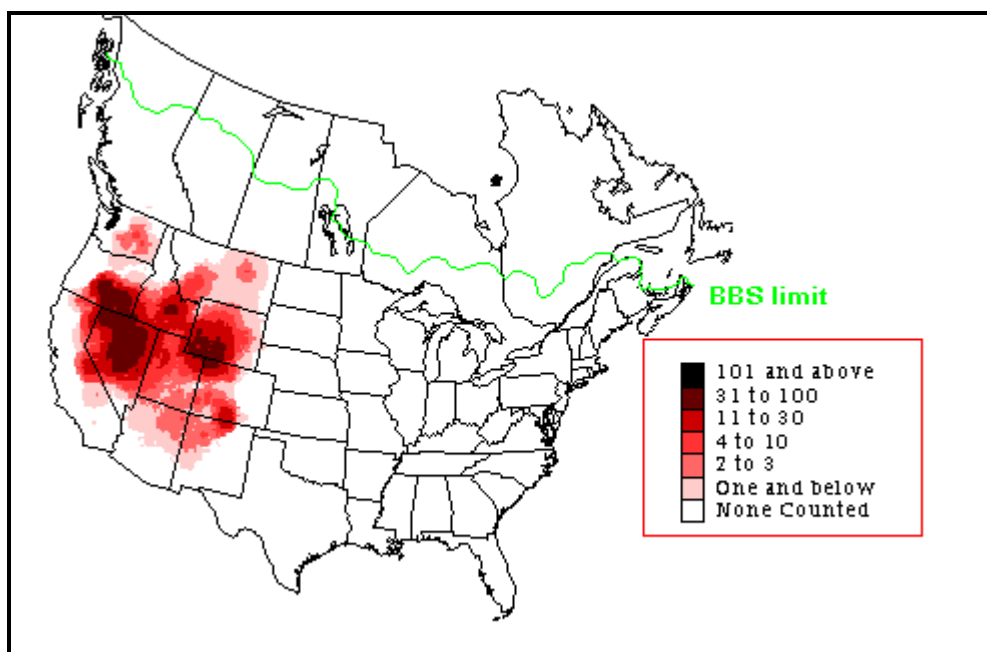 BBS limit
101 and above
31 to 100
11 to 30
4 to 10
2 to 3
One and below
None Counted